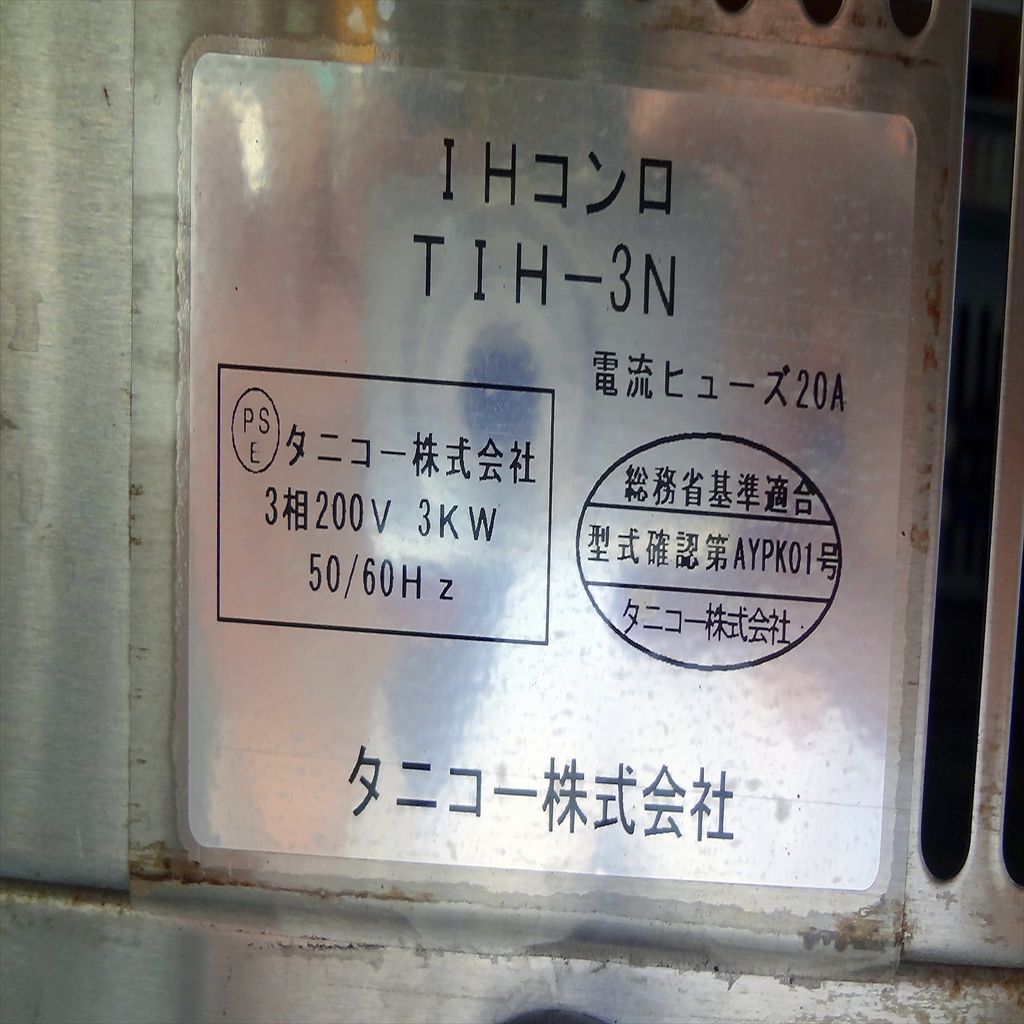 IHコンロ
TIH-3N
電流ヒューズ20A
PS
E
タニコー株式会社
3相200V 3KW
50/60Hz
総務省基準適合
型式確認第AYPK01号
タニコー株式会社
タニコー株式会社